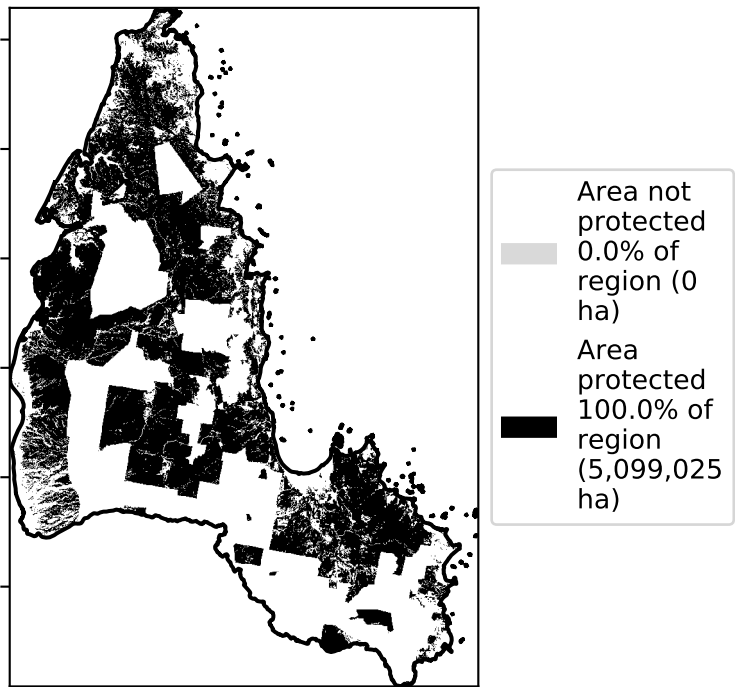 Area not
protected
0.0% of
region (0
ha)
Area
protected
100.0% of
region
(5,099,025
ha)